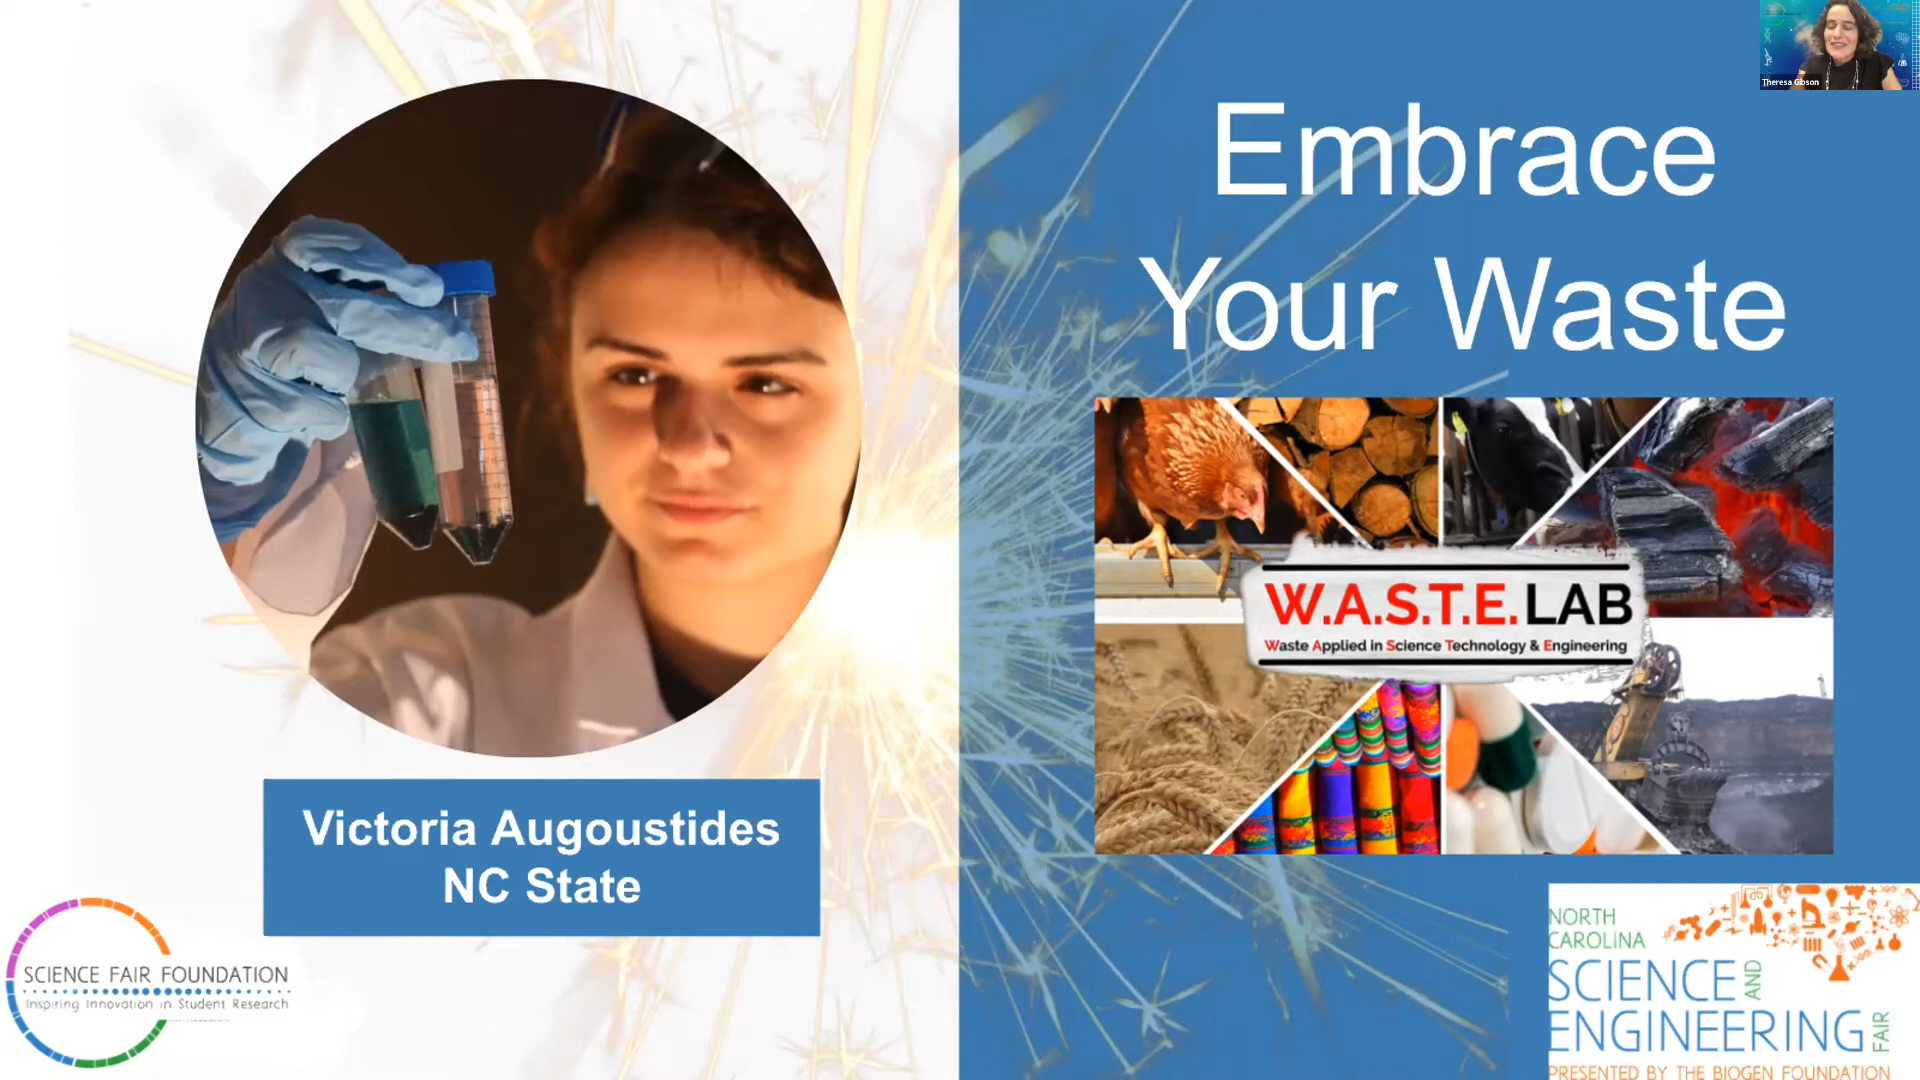 Theresa Gibson
Embrace
Your Waste
W.A.S.T.E.LAB
Waste Applied in Science Technology & Engineering
Victoria Augoustides
NC State
SCIENCE FAIR FOUNDATION
Inspiring Innovation in Student Research
NORTH
CAROLINA
SCIENCE AND
ENGINEERING FAIR
PRESENTED BY THE BIOGEN FOUNDATION